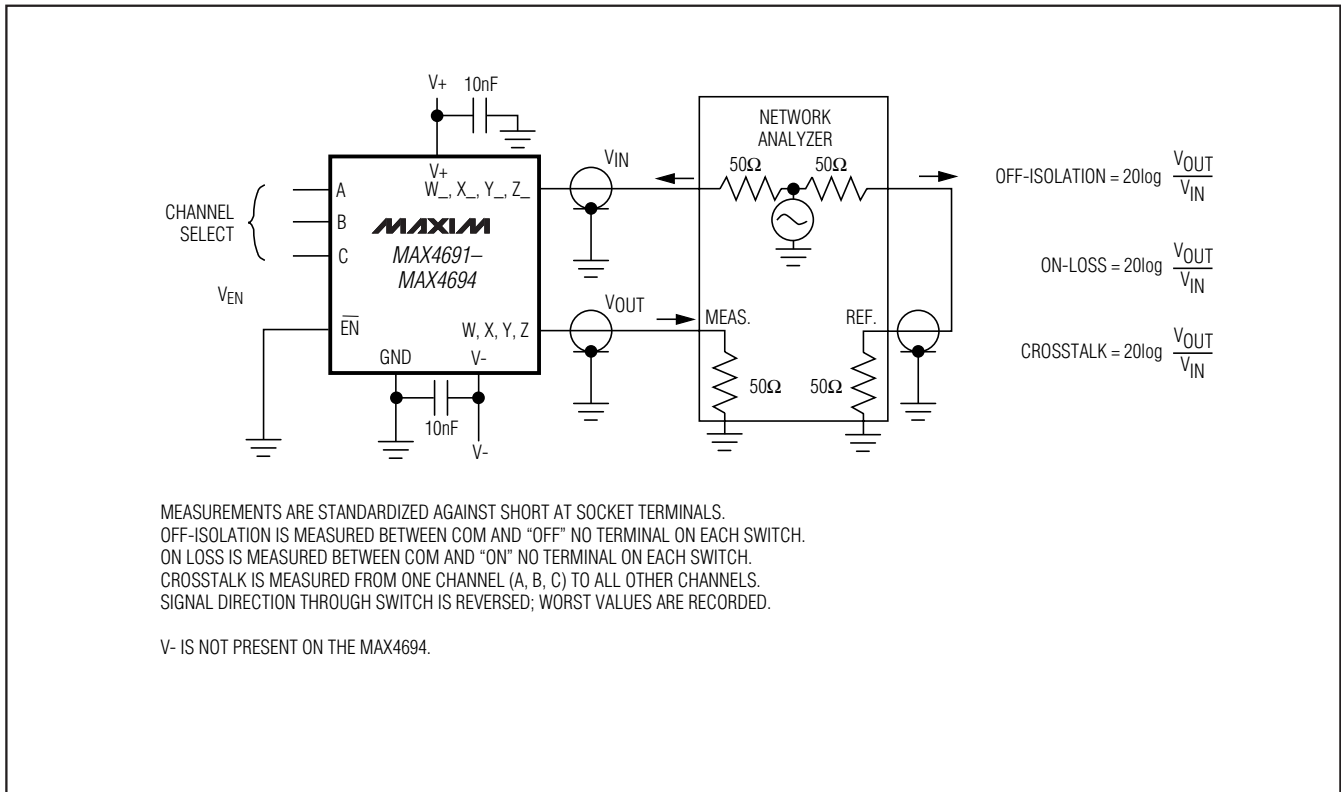 V+ 10nF
V+
W_, X_, Y_, Z_
A
B
C
CHANNEL
SELECT
MAXIM
MAX4691–
MAX4694
VEN
EN
W, X, Y, Z
GND
V-
10nF
V-
VIN
VOUT
NETWORK
ANALYZER
50Ω 50Ω
MEAS. REF.
50Ω 50Ω
OFF-ISOLATION = 20log VOUT
VIN
ON-LOSS = 20log VOUT
VIN
CROSSTALK = 20log VOUT
VIN
MEASUREMENTS ARE STANDARDIZED AGAINST SHORT AT SOCKET TERMINALS.
OFF-ISOLATION IS MEASURED BETWEEN COM AND “OFF” NO TERMINAL ON EACH SWITCH.
ON LOSS IS MEASURED BETWEEN COM AND “ON” NO TERMINAL ON EACH SWITCH.
CROSSTALK IS MEASURED FROM ONE CHANNEL (A, B, C) TO ALL OTHER CHANNELS.
SIGNAL DIRECTION THROUGH SWITCH IS REVERSED; WORST VALUES ARE RECORDED.
V- IS NOT PRESENT ON THE MAX4694.